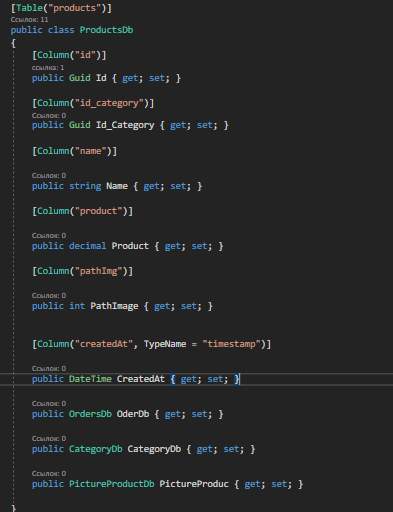 [Table("products")]
Ссылок: 11
public class ProductsDb
{
[Column("id")]
ссылка: 1
public Guid Id { get; set; }
[Column("id_category")]
Ссылок: 0
public Guid Id_Category { get; set; }
[Column("name")]
Ссылок: 0
public string Name { get; set; }
[Column("product")]
Ссылок: 0
public decimal Product { get; set; }
[Column("pathImg")]
Ссылок: 0
public int PathImage { get; set; }
[Column("createdAt", TypeName = "timestamp")]
Ссылок: 0
public DateTime CreatedAt { get; set; }
Ссылок: 0
public OrdersDb OderDb { get; set; }
Ссылок: 0
public CategoryDb CategoryDb { get; set; }
Ссылок: 0
public PictureProductDb PictureProduc { get; set; }
}